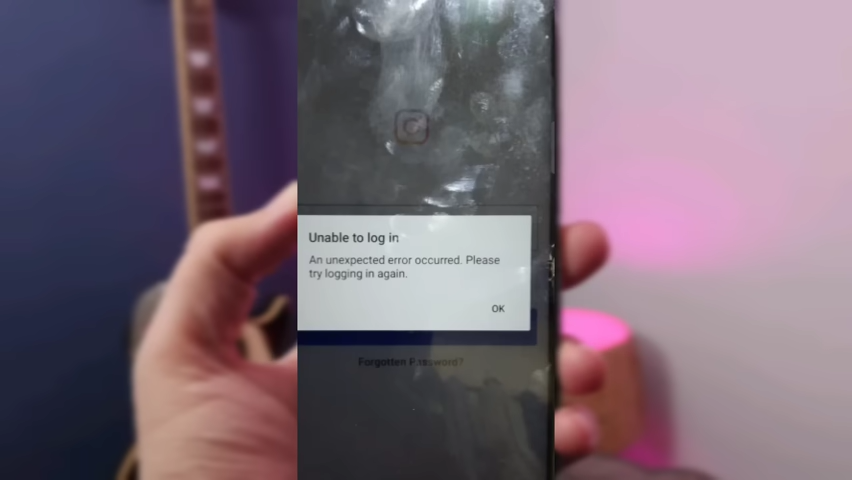 Unable to log in
An unexpected error occurred. Please
try logging in again.
OK
Forgotten Password?